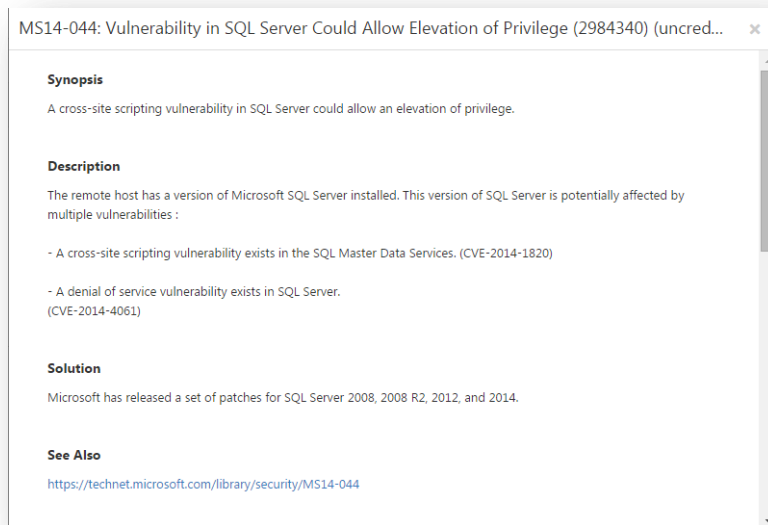 MS14-044: Vulnerability in SQL Server Could Allow Elevation of Privilege (2984340) (uncred...
Synopsis
A cross-site scripting vulnerability in SQL Server could allow an elevation of privilege.
Description
The remote host has a version of Microsoft SQL Server installed. This version of SQL Server is potentially affected by
multiple vulnerabilities :
- A cross-site scripting vulnerability exists in the SQL Master Data Services. (CVE-2014-1820)
- A denial of service vulnerability exists in SQL Server.
(CVE-2014-4061)
Solution
Microsoft has released a set of patches for SQL Server 2008, 2008 R2, 2012, and 2014.
See Also
https://technet.microsoft.com/library/security/MS14-044